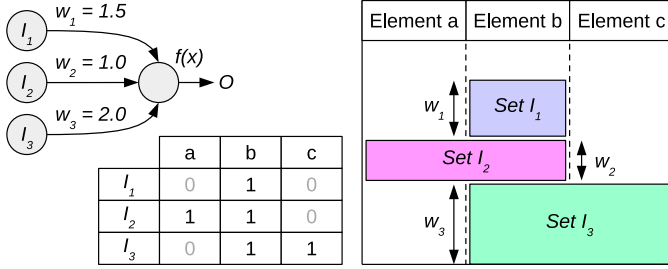 w₁ = 1.5
I₁
w₂ = 1.0
f(x)
I₂
O
w₃ = 2.0
I₃
a b c
I₁ 0 1 0
I₂ 1 1 0
I₃ 0 1 1
Element a Element b Element c
w₁
Set I₁
Set I₂
w₂
w₃
Set I₃